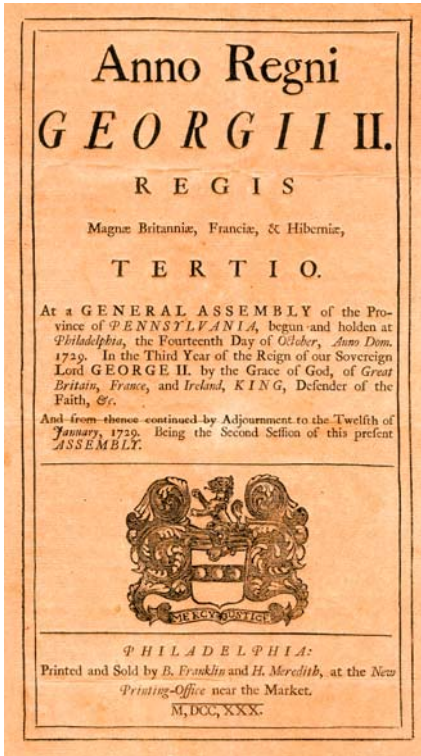 Anno Regni
GEORGII II.
REGIS
Magnæ Britanniæ, Franciæ, & Hiberniæ,
TERTIO.
At a GENERAL ASSEMBLY of the Pro-
vince of PENNSYLVANIA, begun and holden at
Philadelphia, the Fourteenth Day of October, Anno Dom.
1729. In the Third Year of the Reign of our Sovereign
Lord GEORGE II. by the Grace of God, of Great
Britain, France, and Ireland, KING, Defender of the
Faith, &c.
And from thence continued by Adjournment to the Twelfth of
January, 1729. Being the Second Session of this present
ASSEMBLY.
MERCY JUSTICE
PHILADELPHIA:
Printed and Sold by B. Franklin and H. Meredith, at the New
Printing-Office near the Market.
M,DCC,XXX.